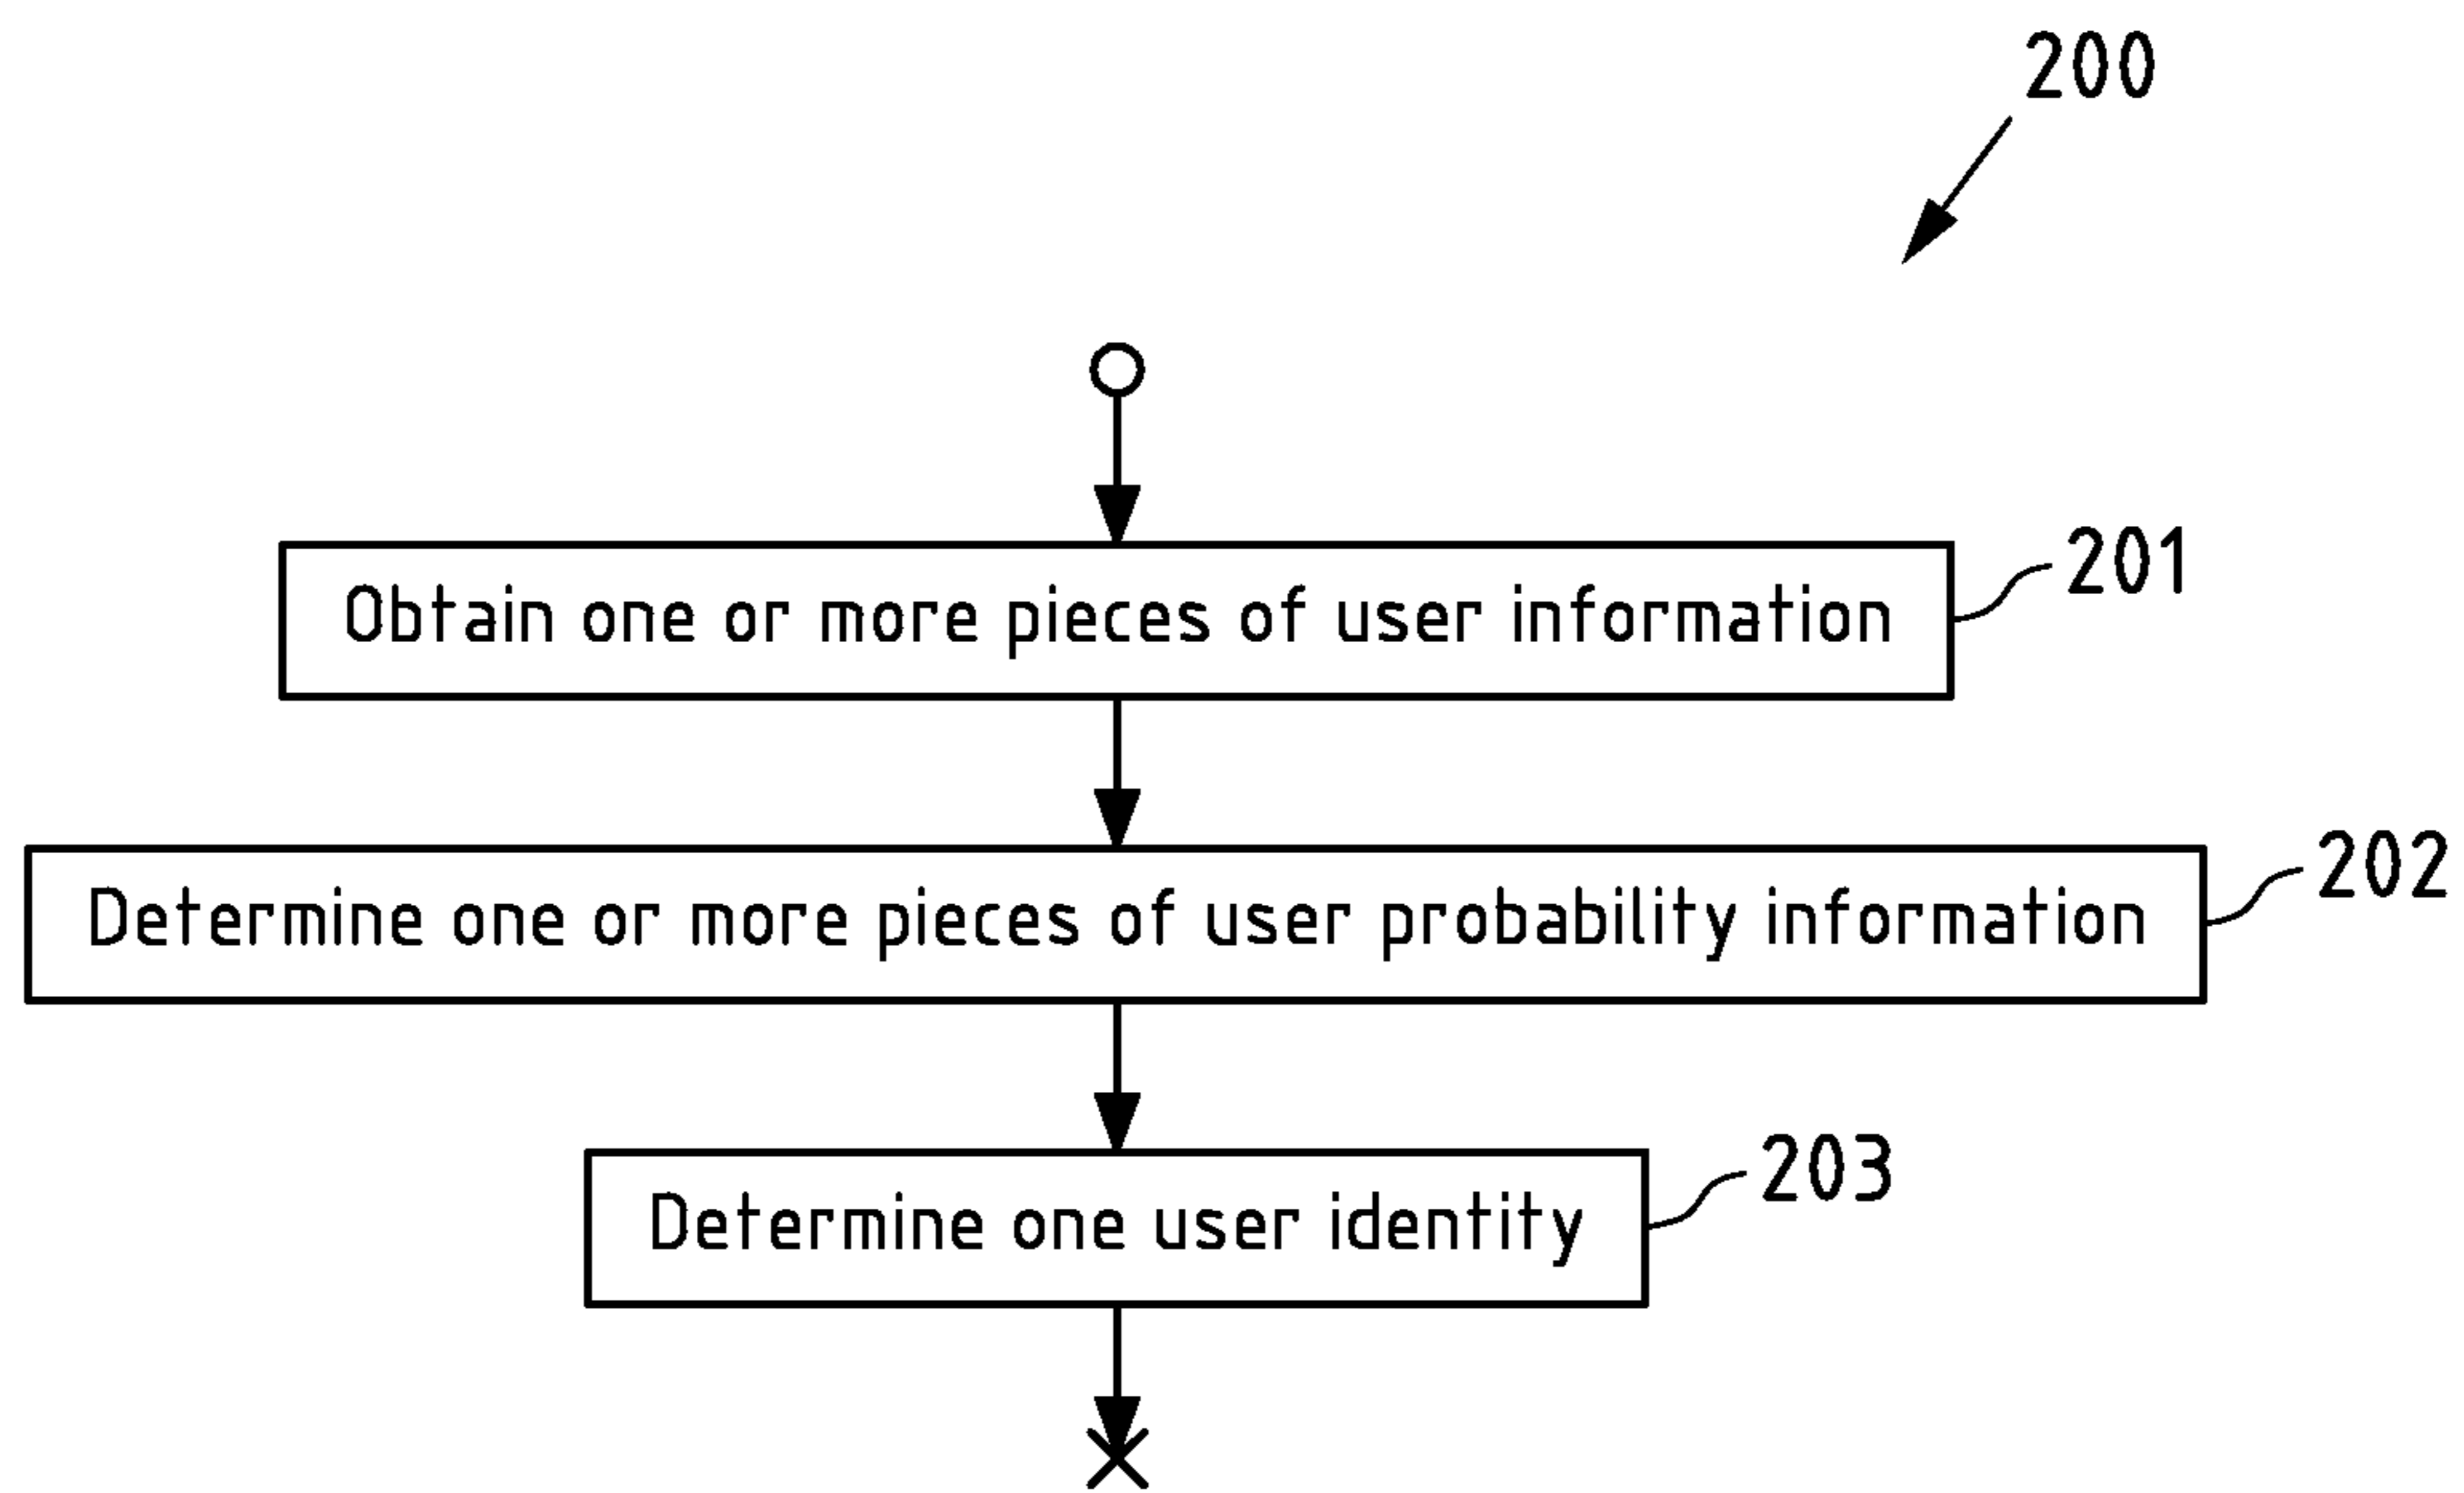 200
Obtain one or more pieces of user information
201
Determine one or more pieces of user probability information
202
Determine one user identity
203